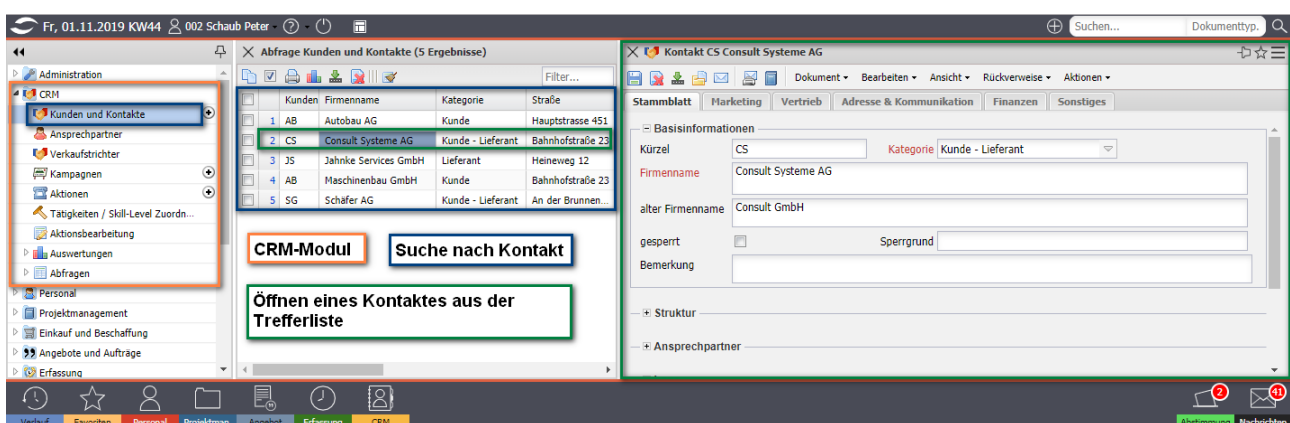 Fr, 01.11.2019 KW44 002 Schaub Peter
Suchen... Dokumenttyp.
Administration
CRM
Kunden und Kontakte
Ansprechpartner
Verkaufstrichter
Kampagnen
Aktionen
Tätigkeiten / Skill-Level Zuordn...
Aktionsbearbeitung
Auswertungen
Abfragen
Personal
Projektmanagement
Einkauf und Beschaffung
Angebote und Aufträge
Erfassung
Abfrage Kunden und Kontakte (5 Ergebnisse)
Filter...
Kunden Firmenname Kategorie Straße
1 AB Autobau AG Kunde Hauptstrasse 451
2 CS Consult Systeme AG Kunde - Lieferant Bahnhofstraße 23
3 JS Jahnke Services GmbH Lieferant Heineweg 12
4 AB Maschinenbau GmbH Kunde Bahnhofstraße 23
5 SG Schäfer AG Kunde - Lieferant An der Brunnen...
CRM-Modul
Suche nach Kontakt
Öffnen eines Kontaktes aus der
Trefferliste
Kontakt CS Consult Systeme AG
Dokument Bearbeiten Ansicht Rückverweise Aktionen
Stammblatt Marketing Vertrieb Adresse & Kommunikation Finanzen Sonstiges
Basisinformationen
Kürzel CS Kategorie Kunde - Lieferant
Firmenname Consult Systeme AG
alter Firmenname Consult GmbH
gesperrt Sperrgrund
Bemerkung
Struktur
Ansprechpartner
2 41
Verlauf Favoriten Personal Projektman Angebot Erfassung CRM Abstimmung Nachrichten